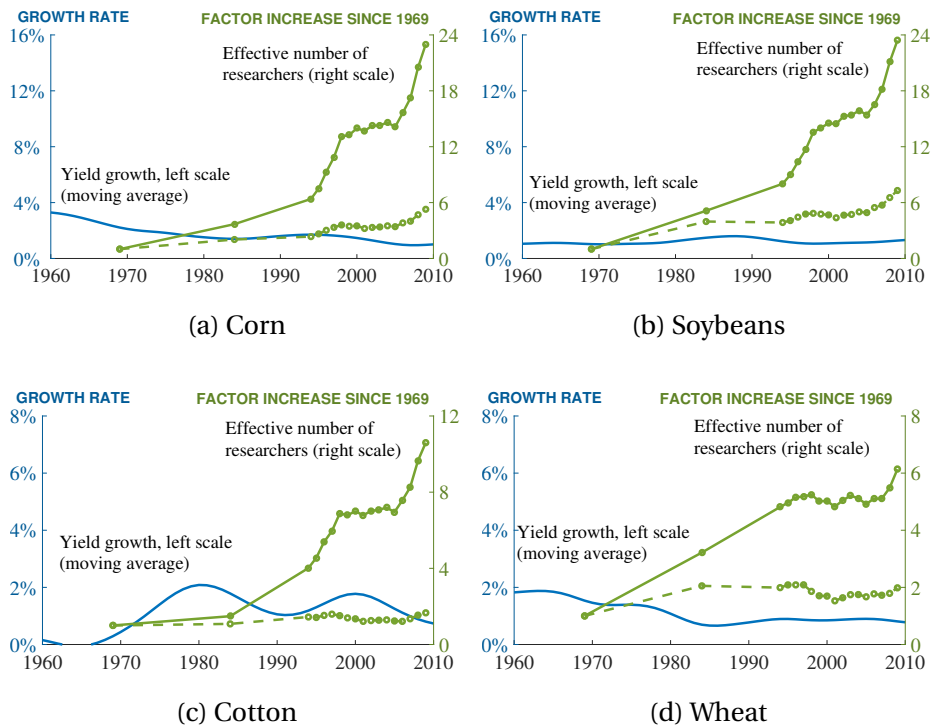 GROWTH RATE FACTOR INCREASE SINCE 1969
16% 24
Effective number of
researchers (right scale)
12% 18
8% 12
Yield growth, left scale
(moving average)
4% 6
0% 0
1960 1970 1980 1990 2000 2010
(a) Corn
GROWTH RATE FACTOR INCREASE SINCE 1969
16% 24
Effective number of
researchers (right scale)
12% 18
8% 12
Yield growth, left scale
(moving average)
4% 6
0% 0
1960 1970 1980 1990 2000 2010
(b) Soybeans
GROWTH RATE FACTOR INCREASE SINCE 1969
8% 12
Effective number of
researchers (right scale)
6% 9
4% 6
Yield growth, left scale
(moving average)
2% 3
0% 0
1960 1970 1980 1990 2000 2010
(c) Cotton
GROWTH RATE FACTOR INCREASE SINCE 1969
8% 8
Effective number of
researchers (right scale)
6% 6
4% 4
Yield growth, left scale
(moving average)
2% 2
0% 0
1960 1970 1980 1990 2000 2010
(d) Wheat